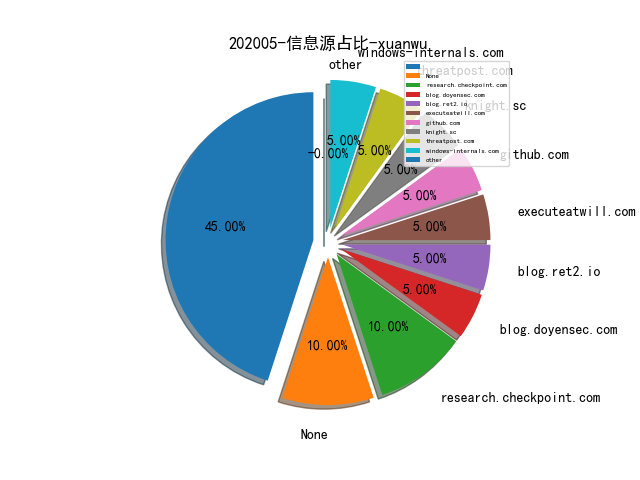 202005-信息源占比-xuanwu
windows-internals.com
other
threatpost.com
knight.sc
github.com
executeatwill.com
blog.ret2.io
blog.doyensec.com
research.checkpoint.com
None
45.00%
10.00%
10.00%
5.00%
5.00%
5.00%
5.00%
5.00%
5.00%
5.00%
-0.00%
None
research.checkpoint.com
blog.doyensec.com
blog.ret2.io
executeatwill.com
github.com
knight.sc
threatpost.com
windows-internals.com
other